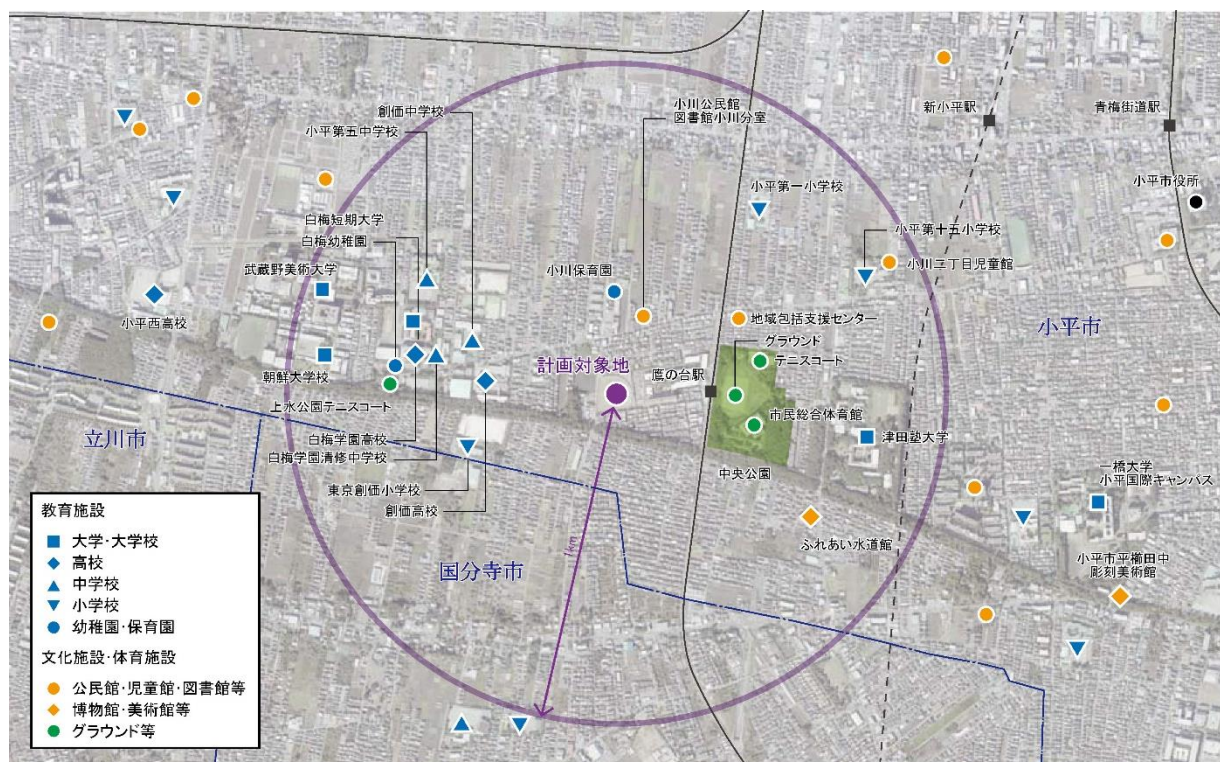 創価中学校
小平第五中学校
小川公民館
図書館小川分室
新小平駅
青梅街道駅
小平市役所
小平第一小学校
白梅短期大学
白梅幼稚園
武蔵野美術大学
小川保育園
小平第十五小学校
小川二丁目児童館
小平西高校
地域包括支援センター
小平市
グラウンド
テニスコート
計画対象地
鷹の台駅
朝鮮大学校
上水公園テニスコート
市民総合体育館
津田塾大学
立川市
白梅学園高校
白梅学園清修中学校
中央公園
一橋大学
小平国際キャンパス
東京創価小学校
創価高校
ふれあい水道館
1km
国分寺市
小平市平櫛田中
彫刻美術館
教育施設
大学・大学校
高校
中学校
小学校
幼稚園・保育園
文化施設・体育施設
公民館・児童館・図書館等
博物館・美術館等
グラウンド等